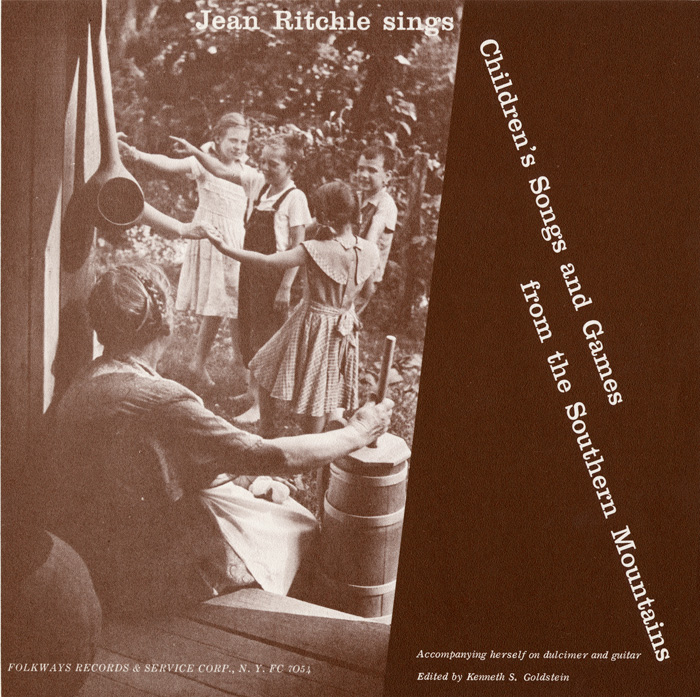 Jean Ritchie sings
Children's Songs and Games
from the Southern Mountains
Accompanying herself on dulcimer and guitar
Edited by Kenneth S. Goldstein
FOLKWAYS RECORDS & SERVICE CORP., N. Y. FC 7054